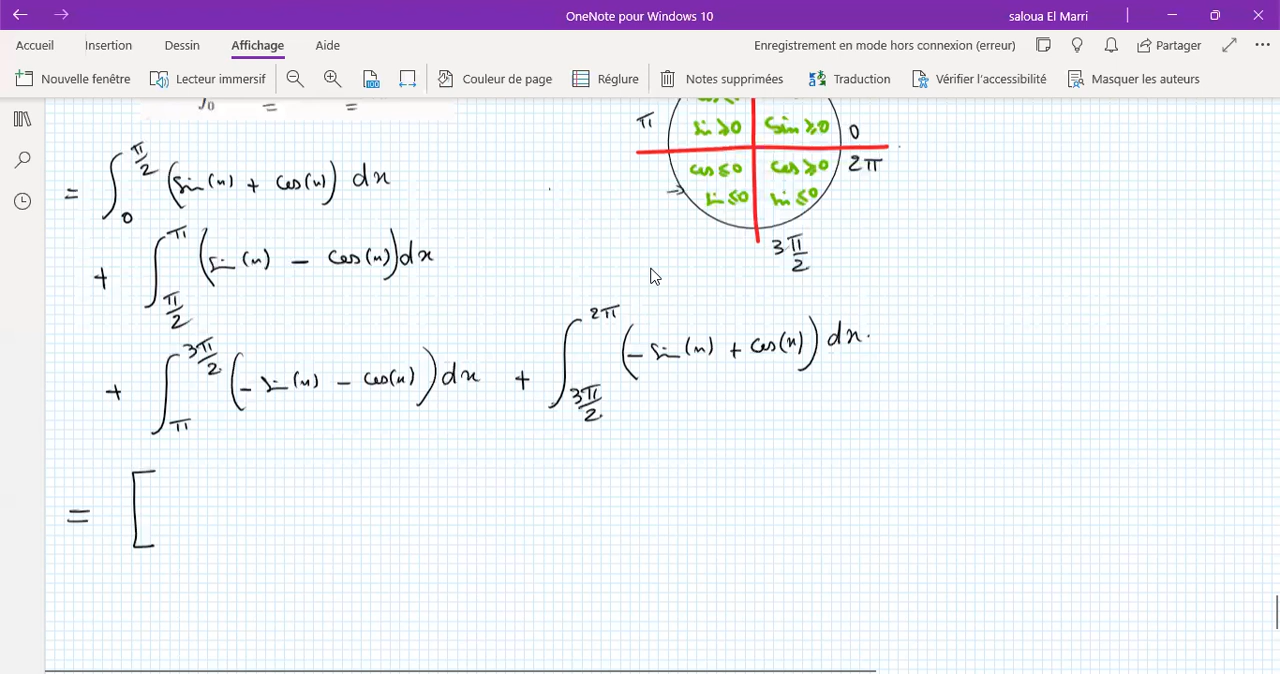 OneNote pour Windows 10
saloua El Marri
Accueil Insertion Dessin Affichage Aide
Enregistrement en mode hors connexion (erreur) Partager
Nouvelle fenêtre Lecteur immersif Couleur de page Réglure Notes supprimées Traduction Vérifier l'accessibilité Masquer les auteurs
π sin≥0 sin≥0 0
cos≤0 cos≥0 2π
sin≤0 sin≤0
3π/2
= ∫_0^{π/2} (sin(x) + cos(x)) dx
+ ∫_{π/2}^{π} (sin(x) – cos(x)) dx
+ ∫_{π}^{3π/2} (– sin(x) – cos(x)) dx + ∫_{3π/2}^{2π} (– sin(x) + cos(x)) dx.
= [